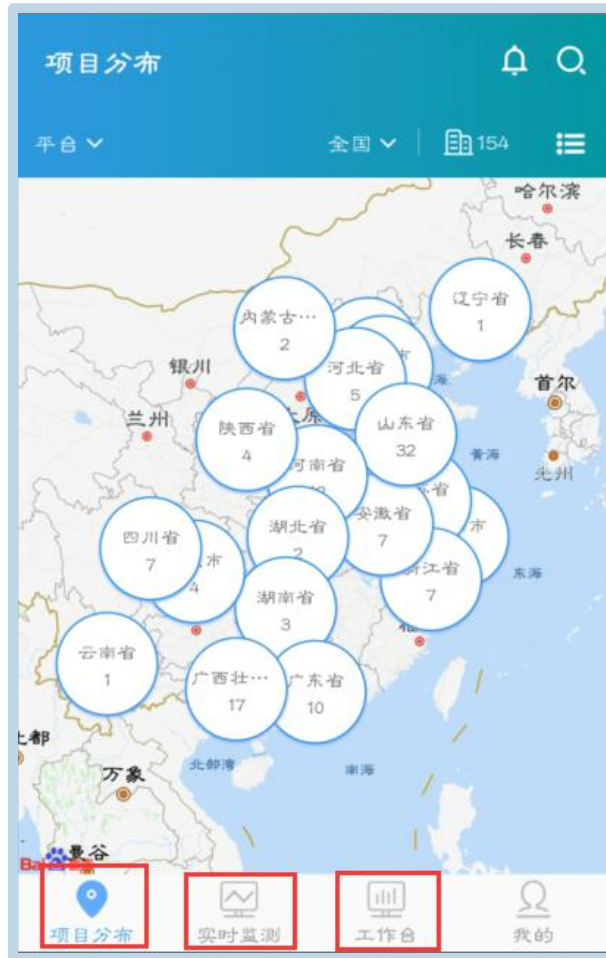 项目分布
平台 全国 154
哈尔滨
长春
辽宁省
1
内蒙古…
2
河北省
5
银川
首尔
兰州
陕西省
4
山东省
32
黄海
光州
河南省
安徽省
7
湖北省
2
四川省
7
市
4
浙江省
7
市
东海
湖南省
3
云南省
1
广西壮…
17
广东省
10
北部湾
南海
万象
曼谷
项目分布 实时监测 工作台 我的